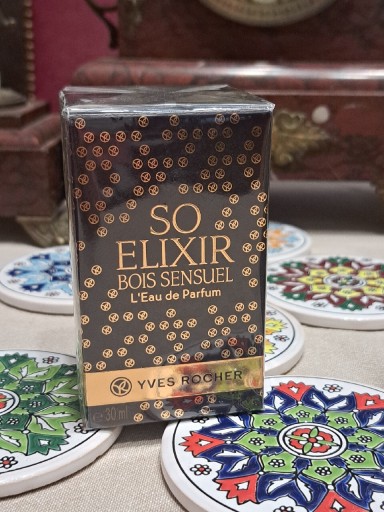 SO
ELIXIR
BOIS SENSUEL
L'Eau de Parfum
YVES ROCHER
e 30 ml